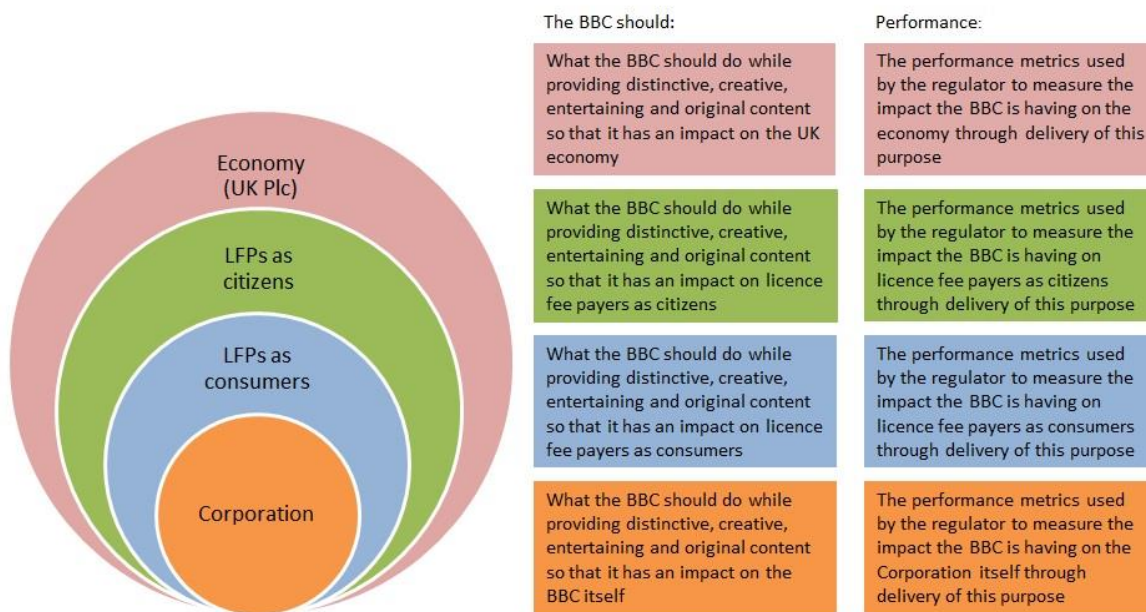 The BBC should:
Performance:
Economy
(UK Plc)
LFPs as
citizens
LFPs as
consumers
Corporation
What the BBC should do while
providing distinctive, creative,
entertaining and original content
so that it has an impact on the UK
economy
The performance metrics used
by the regulator to measure the
impact the BBC is having on the
economy through delivery of this
purpose
What the BBC should do while
providing distinctive, creative,
entertaining and original content
so that it has an impact on licence
fee payers as citizens
The performance metrics used
by the regulator to measure the
impact the BBC is having on
licence fee payers as citizens
through delivery of this purpose
What the BBC should do while
providing distinctive, creative,
entertaining and original content
so that it has an impact on licence
fee payers as consumers
The performance metrics used
by the regulator to measure the
impact the BBC is having on
licence fee payers as consumers
through delivery of this purpose
What the BBC should do while
providing distinctive, creative,
entertaining and original content
so that it has an impact on the
BBC itself
The performance metrics used
by the regulator to measure the
impact the BBC is having on the
Corporation itself through
delivery of this purpose